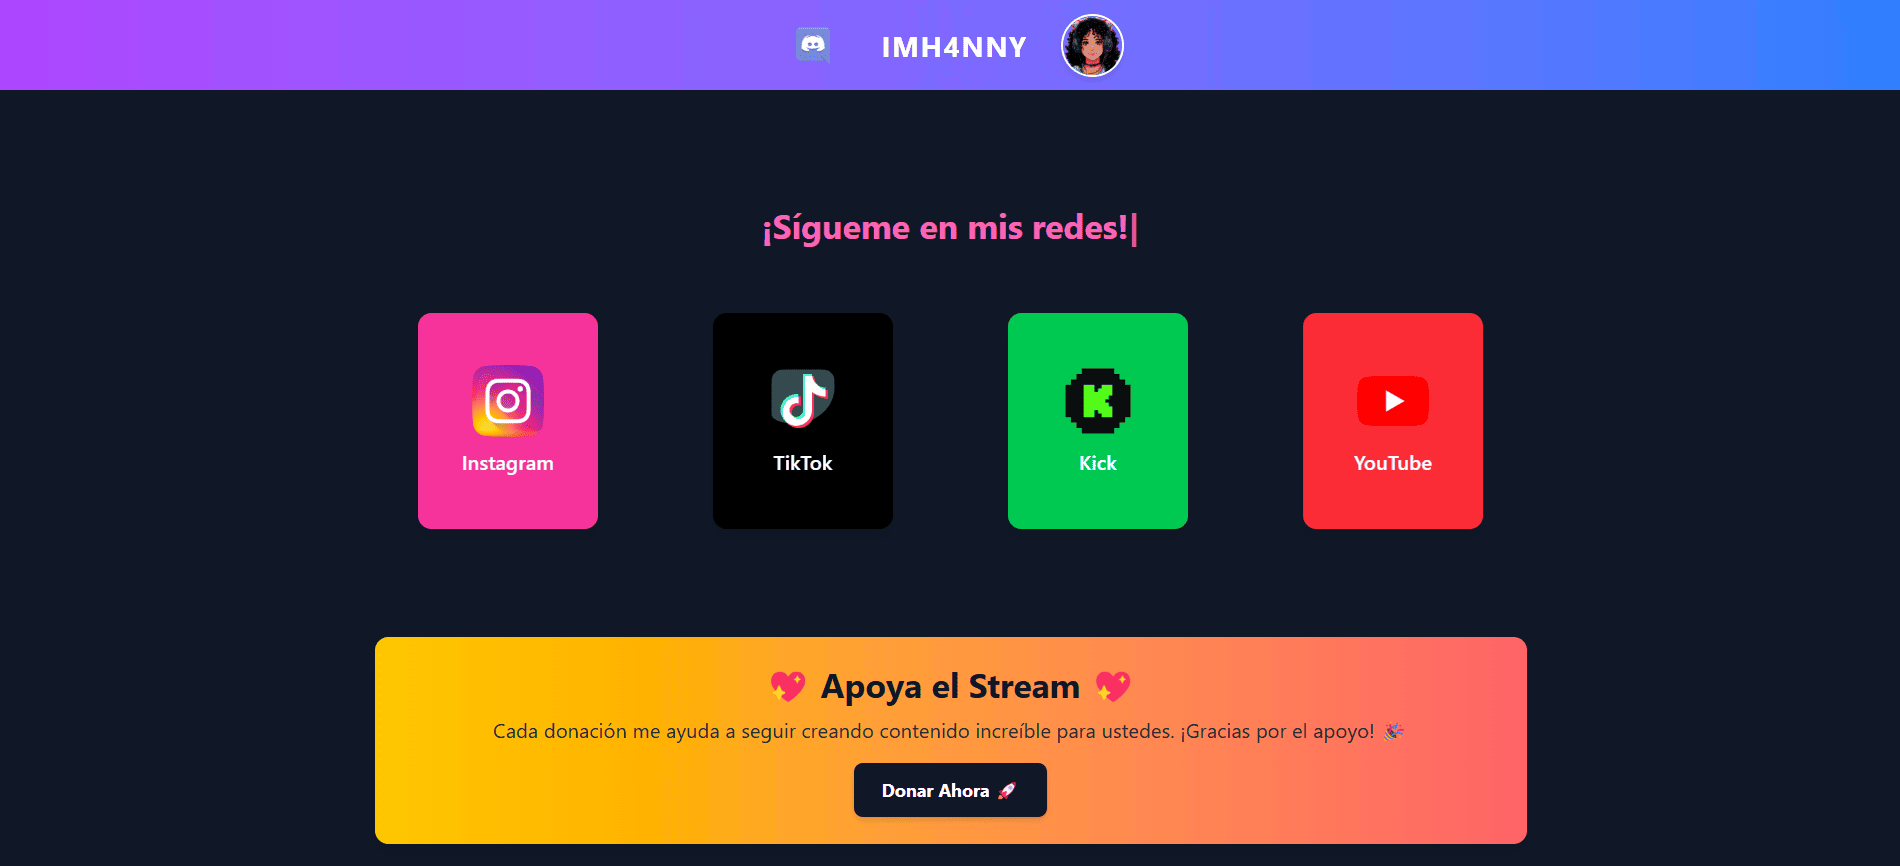 IMH4NNY
¡Sígueme en mis redes!|
Instagram
TikTok
Kick
YouTube
💖 Apoya el Stream 💖
Cada donación me ayuda a seguir creando contenido increíble para ustedes. ¡Gracias por el apoyo! 🎉
Donar Ahora 🚀